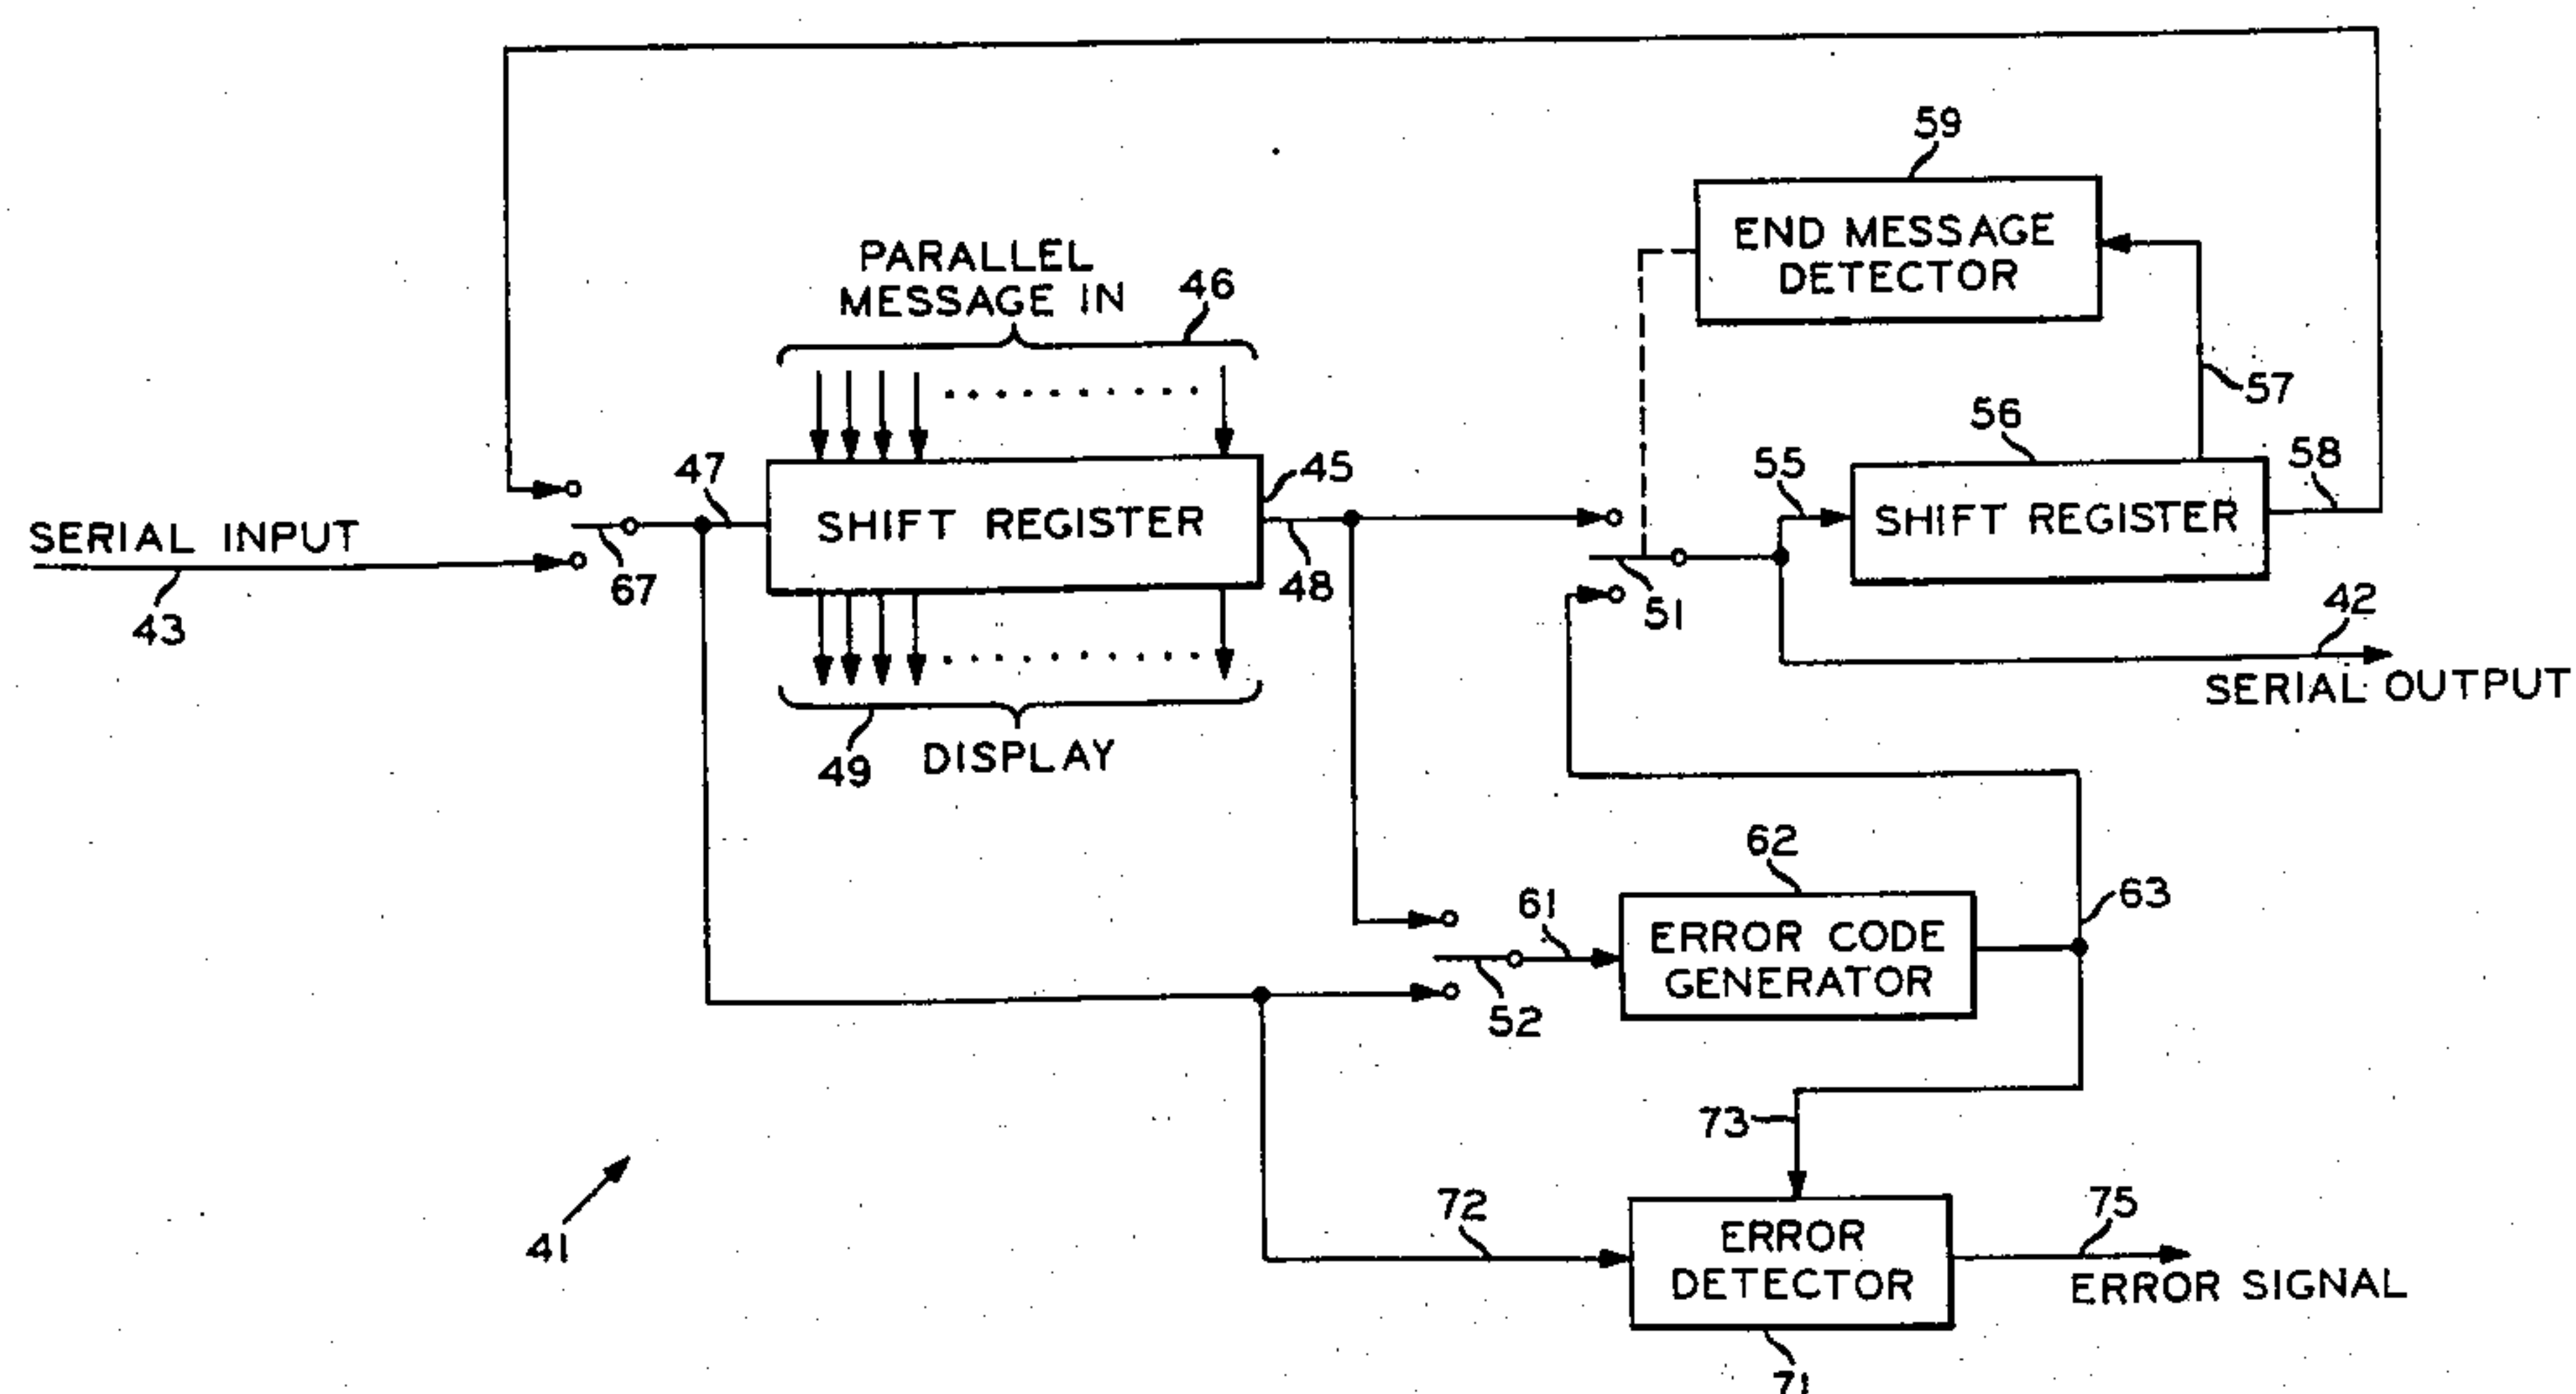 59
END MESSAGE
DETECTOR
PARALLEL
MESSAGE IN
46
57
56
58
55
47
45
SHIFT REGISTER
SHIFT REGISTER
SERIAL INPUT
43
67
48
51
42
SERIAL OUTPUT
49
DISPLAY
62
61
63
ERROR CODE
GENERATOR
52
73
72
75
41
ERROR
DETECTOR
ERROR SIGNAL
71